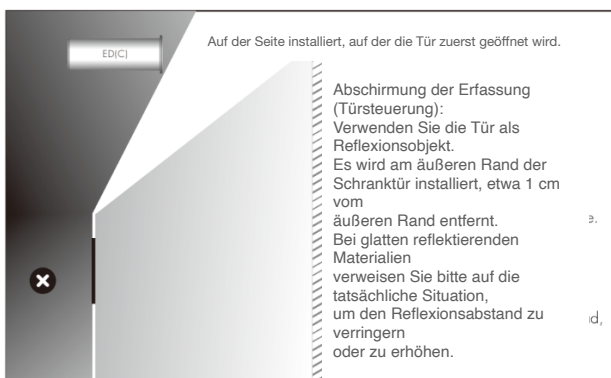 ED(C)
Auf der Seite installiert, auf der die Tür zuerst geöffnet wird.
Abschirmung der Erfassung
(Türsteuerung):
Verwenden Sie die Tür als
Reflexionsobjekt.
Es wird am äußeren Rand der
Schranktür installiert, etwa 1 cm
vom
äußeren Rand entfernt.
Bei glatten reflektierenden
Materialien
verweisen Sie bitte auf die
tatsächliche Situation,
um den Reflexionsabstand zu
verringern
oder zu erhöhen.